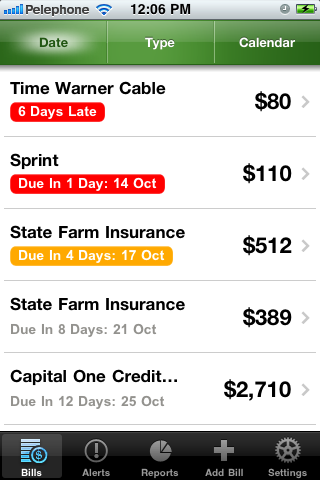 Pelephone 12:06 PM
Date Type Calendar
Time Warner Cable
6 Days Late
$80
Sprint
Due In 1 Day: 14 Oct
$110
State Farm Insurance
Due In 4 Days: 17 Oct
$512
State Farm Insurance
Due In 8 Days: 21 Oct
$389
Capital One Credit...
Due In 12 Days: 25 Oct
$2,710
Bills Alerts Reports Add Bill Settings